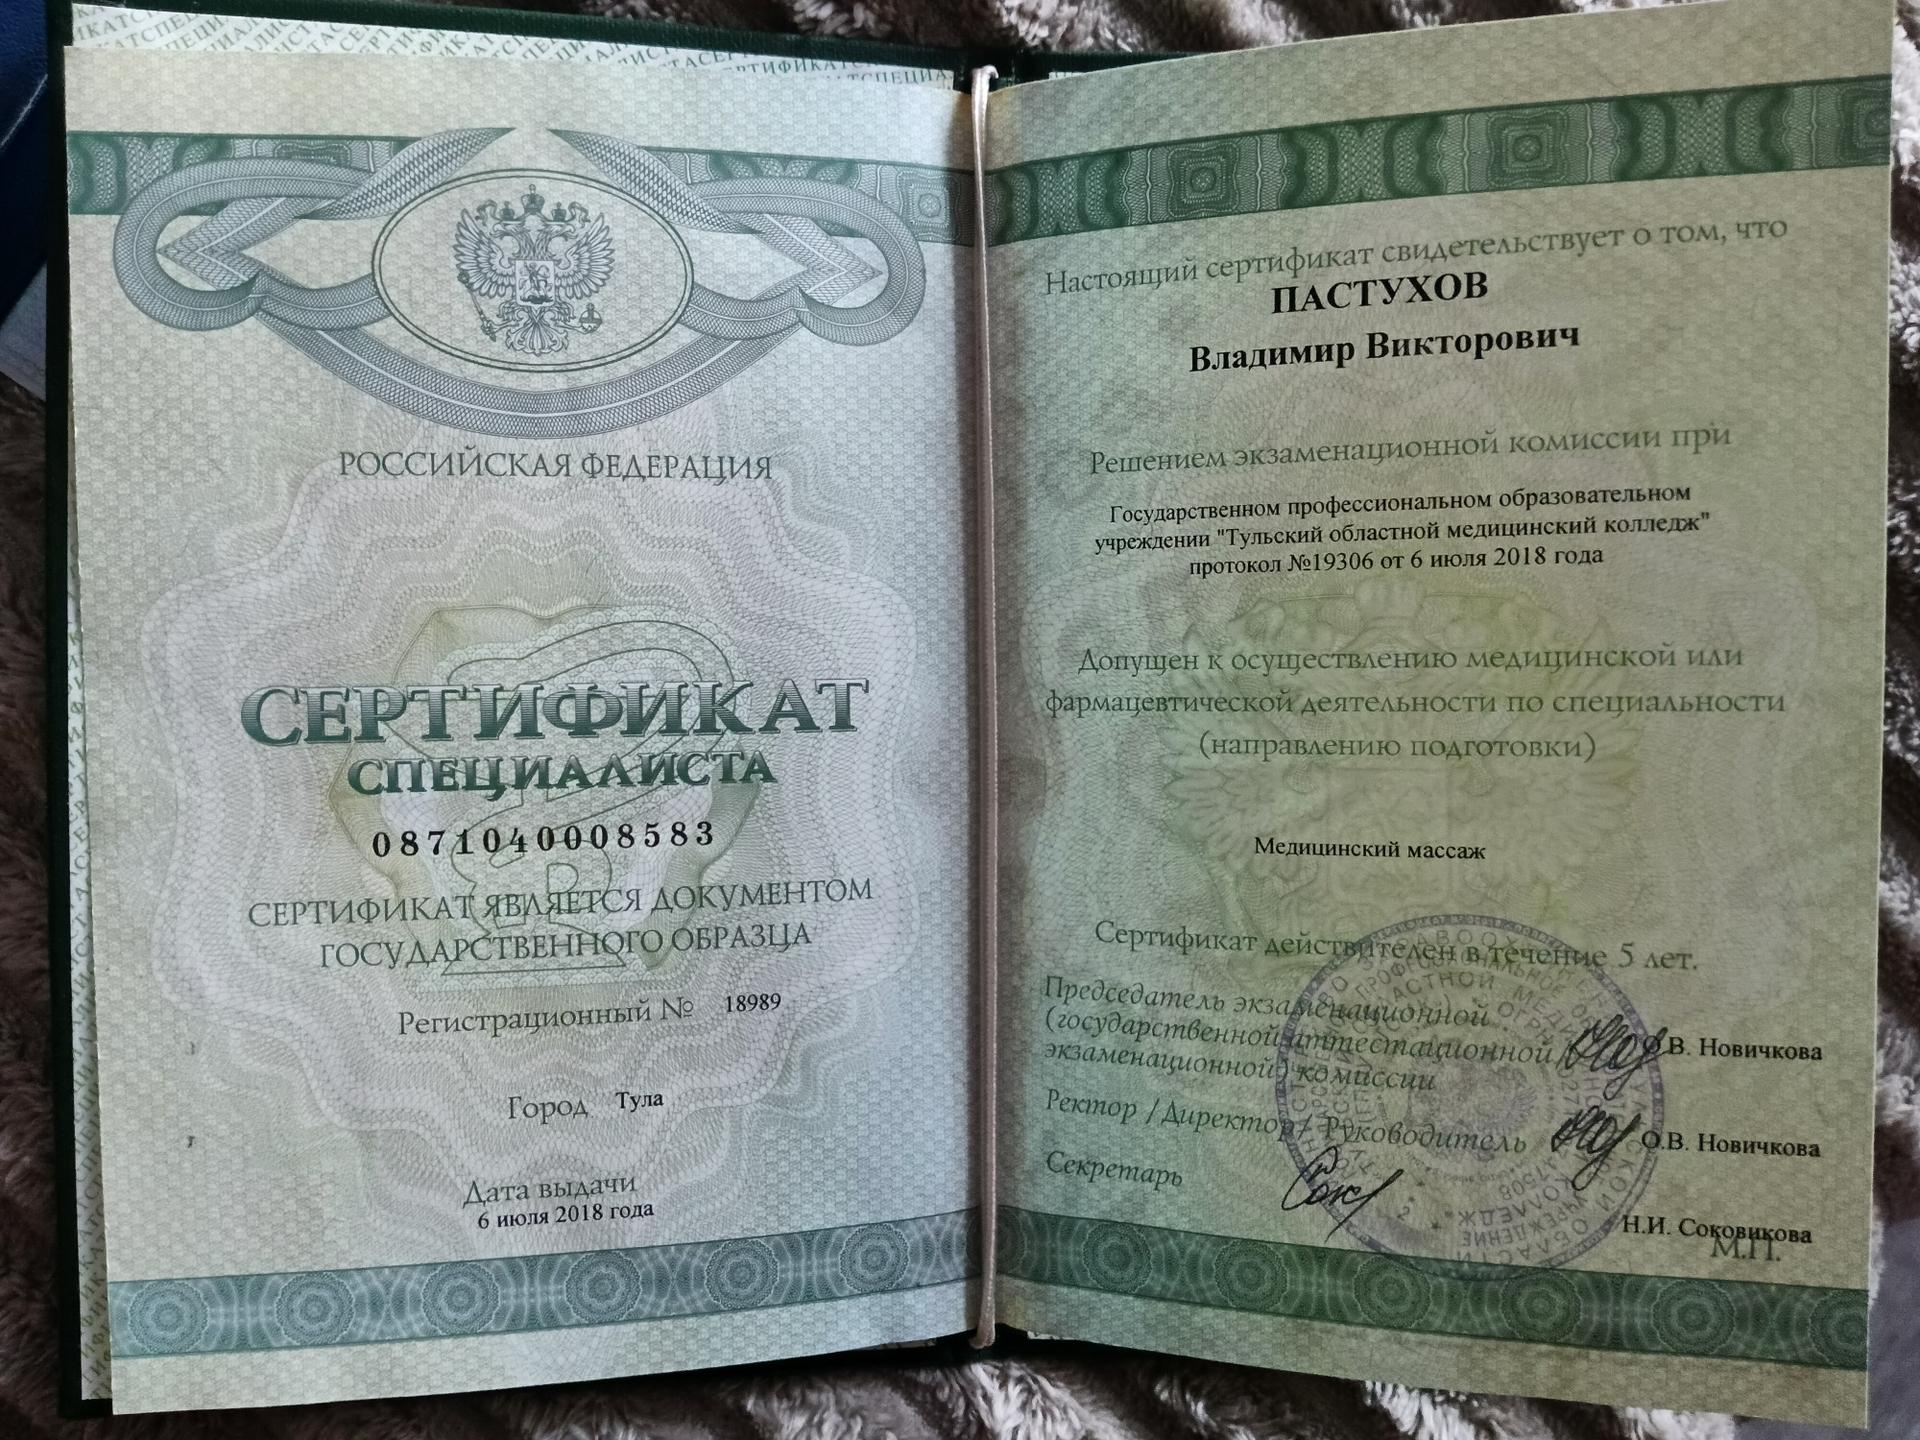 РОССИЙСКАЯ ФЕДЕРАЦИЯ
СЕРТИФИКАТ
СПЕЦИАЛИСТА
0871040008583
СЕРТИФИКАТ ЯВЛЯЕТСЯ ДОКУМЕНТОМ
ГОСУДАРСТВЕННОГО ОБРАЗЦА
Регистрационный № 18989
Город Тула
Дата выдачи
6 июля 2018 года
Настоящий сертификат свидетельствует о том, что
ПАСТУХОВ
Владимир Викторович
Решением экзаменационной комиссии при
Государственном профессиональном образовательном
учреждении "Тульский областной медицинский колледж"
протокол №19306 от 6 июля 2018 года
Допущен к осуществлению медицинской или
фармацевтической деятельности по специальности
(направлению подготовки)
Медицинский массаж
Сертификат действителен в течение 5 лет.
Председатель экзаменационной
(государственной аттестационной/
экзаменационной) комиссии
О.В. Новичкова
Ректор /Директор/ Руководитель
О.В. Новичкова
Секретарь
Н.И. Соковикова
М.П.